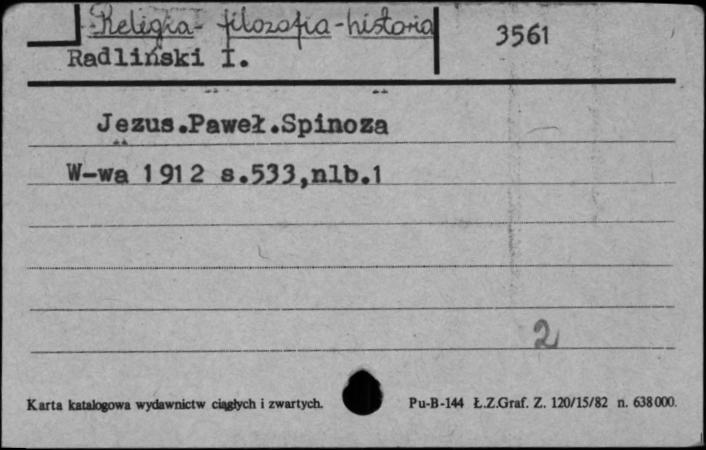 Religia - filozofia - historia
3561
Radliński I.
Jezus.Paweł.Spinoza
W-wa 1912 s.533,nlb.1
2
Karta katalogowa wydawnictw ciągłych i zwartych.
Pu-B-144 Ł.Z.Graf. Z. 120/15/82 n. 638000.